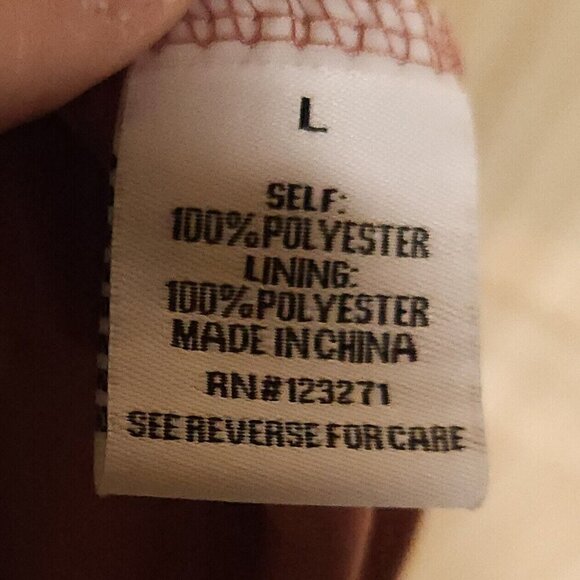 L
SELF:
100% POLYESTER
LINING:
100% POLYESTER
MADE IN CHINA
RN#123271
SEE REVERSE FOR CARE